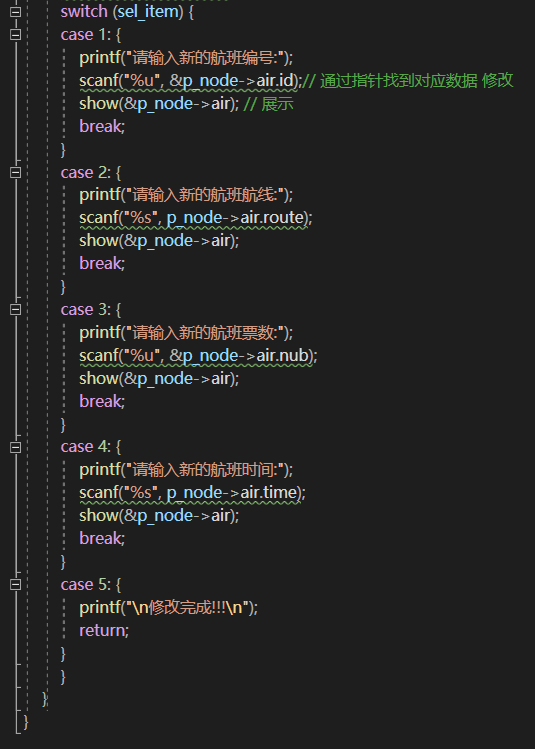 switch (sel_item) {
case 1: {
printf("请输入新的航班编号:");
scanf("%u", &p_node->air.id);// 通过指针找到对应数据 修改
show(&p_node->air); // 展示
break;
}
case 2: {
printf("请输入新的航班航线:");
scanf("%s", p_node->air.route);
show(&p_node->air);
break;
}
case 3: {
printf("请输入新的航班票数:");
scanf("%u", &p_node->air.nub);
show(&p_node->air);
break;
}
case 4: {
printf("请输入新的航班时间:");
scanf("%s", p_node->air.time);
show(&p_node->air);
break;
}
case 5: {
printf("\n修改完成!!!\n");
return;
}
}
}
}